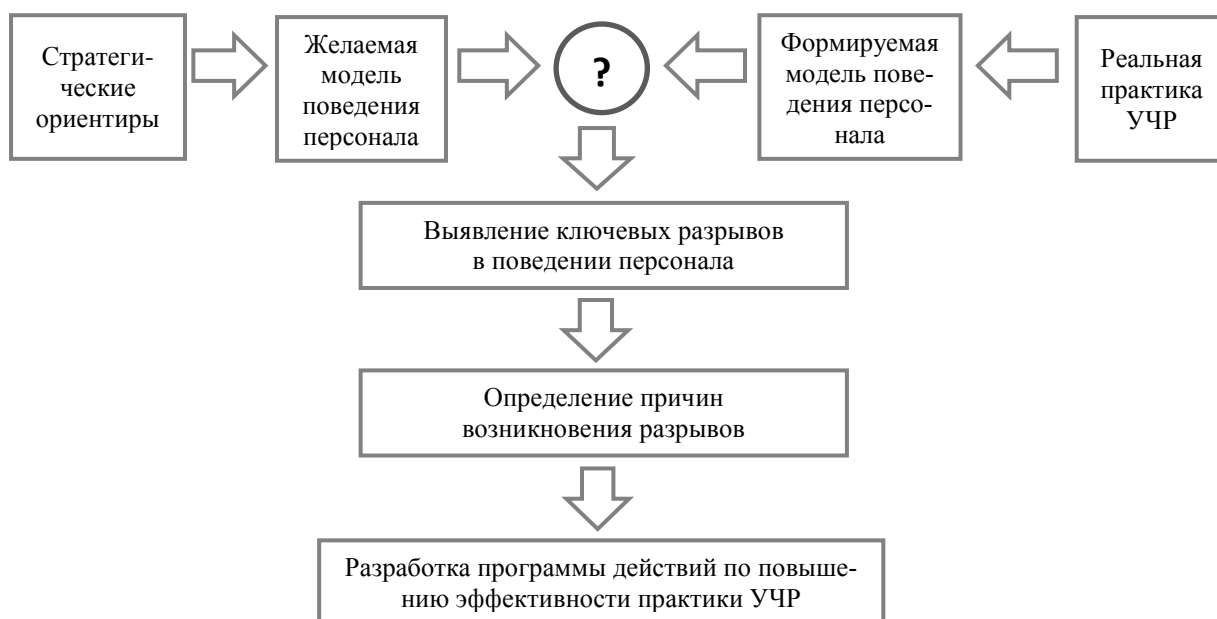 Стратеги-
ческие
ориентиры
Желаемая
модель
поведения
персонала
?
Формируемая
модель пове-
дения персо-
нала
Реальная
практика
УЧР
Выявление ключевых разрывов
в поведении персонала
Определение причин
возникновения разрывов
Разработка программы действий по повыше-
нию эффективности практики УЧР